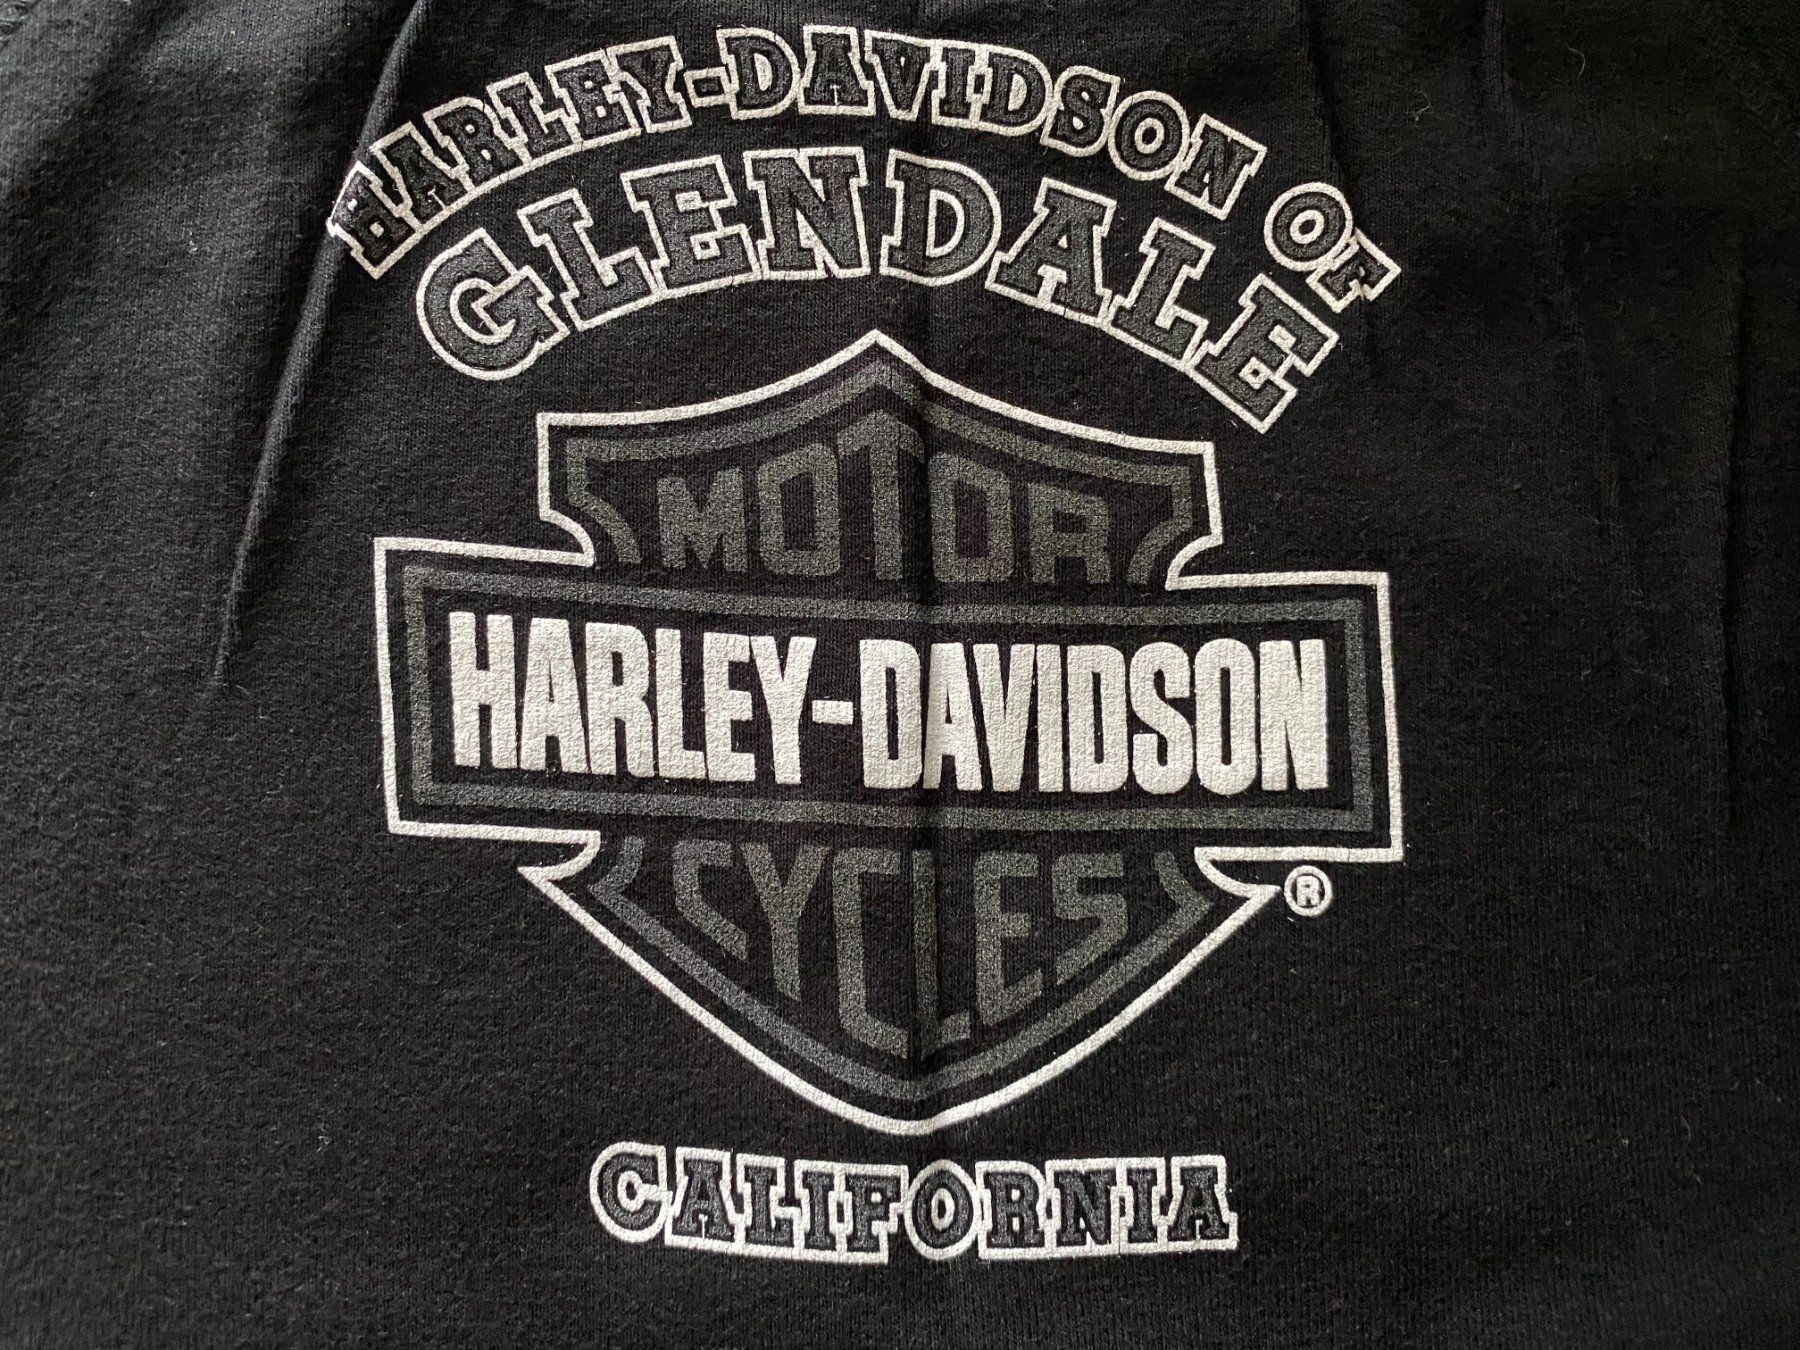 HARLEY-DAVIDSON OF
GLENDALE
MOTOR
HARLEY-DAVIDSON
CYCLES
®
CALIFORNIA